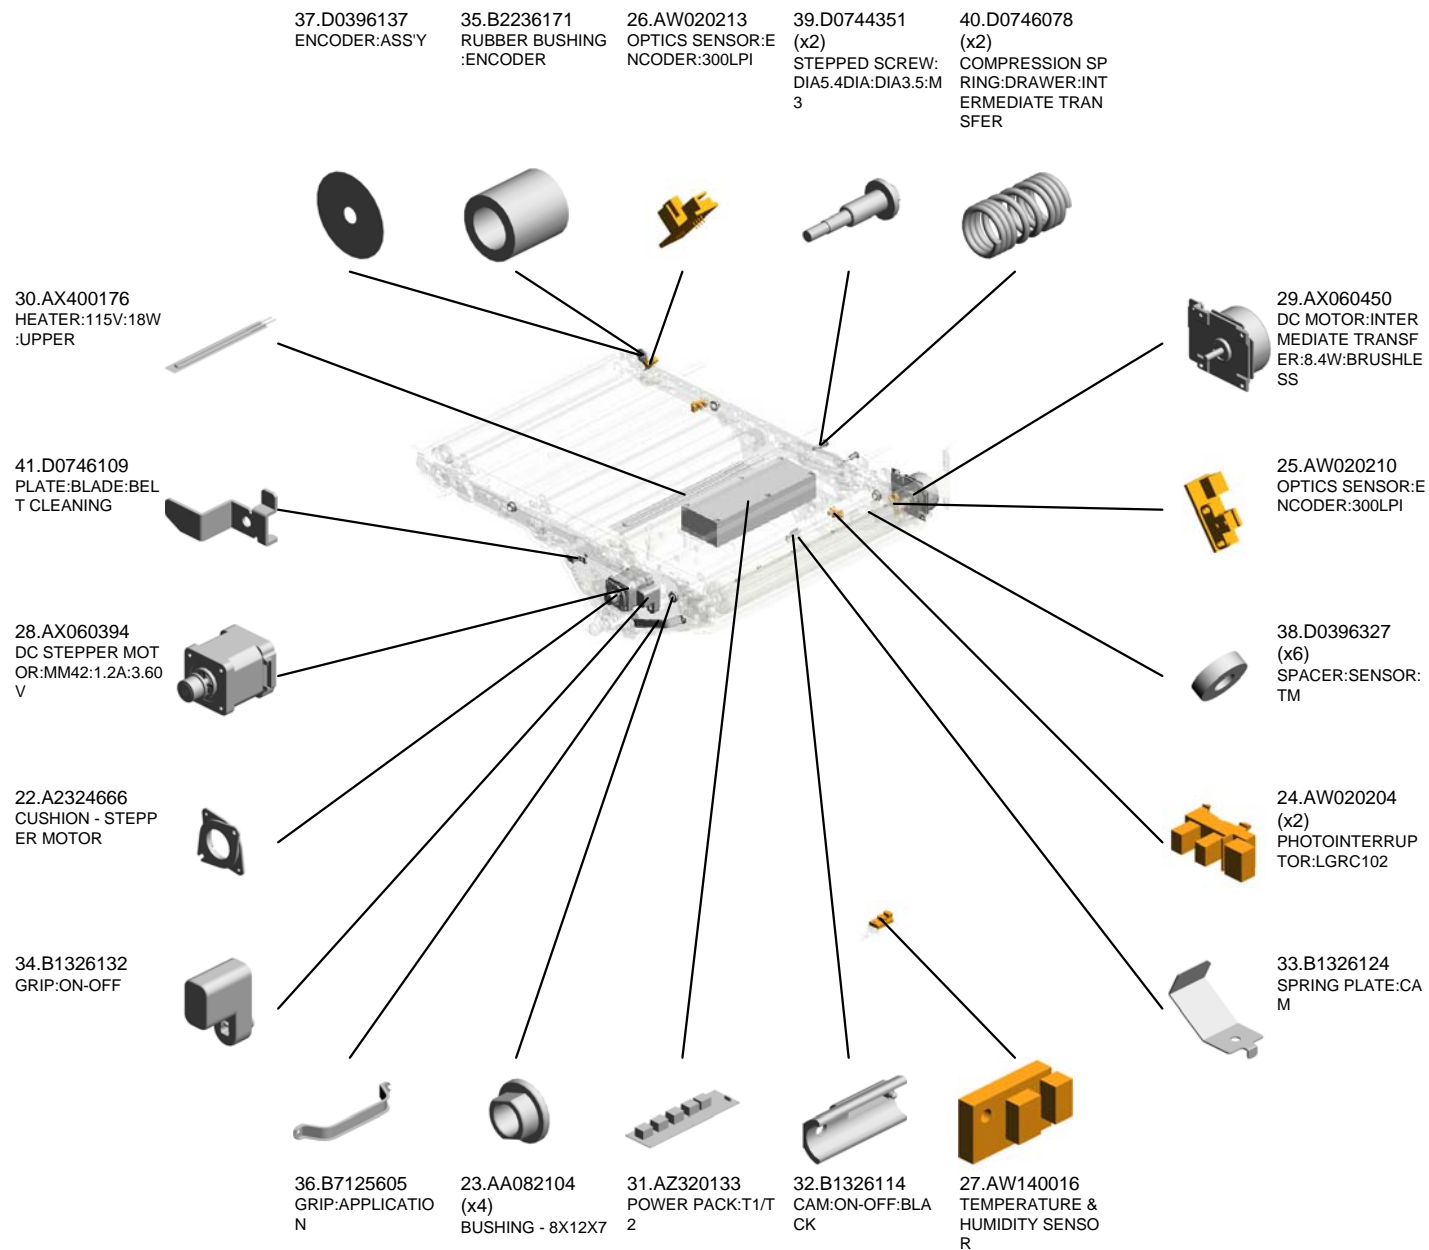 37.D0396137
ENCODER:ASS'Y
35.B2236171
RUBBER BUSHING
:ENCODER
26.AW020213
OPTICS SENSOR:E
NCODER:300LPI
39.D0744351
(x2)
STEPPED SCREW:
DIA5.4DIA:DIA3.5:M
3
40.D0746078
(x2)
COMPRESSION SP
RING:DRAWER:INT
ERMEDIATE TRAN
SFER
30.AX400176
HEATER:115V:18W
:UPPER
29.AX060450
DC MOTOR:INTER
MEDIATE TRANSF
ER:8.4W:BRUSHLE
SS
41.D0746109
PLATE:BLADE:BEL
T CLEANING
25.AW020210
OPTICS SENSOR:E
NCODER:300LPI
28.AX060394
DC STEPPER MOT
OR:MM42:1.2A:3.60
V
38.D0396327
(x6)
SPACER:SENSOR:
TM
22.A2324666
CUSHION - STEPP
ER MOTOR
24.AW020204
(x2)
PHOTOINTERRUP
TOR:LGRC102
34.B1326132
GRIP:ON-OFF
33.B1326124
SPRING PLATE:CA
M
36.B7125605
GRIP:APPLICATIO
N
23.AA082104
(x4)
BUSHING - 8X12X7
31.AZ320133
POWER PACK:T1/T
2
32.B1326114
CAM:ON-OFF:BLA
CK
27.AW140016
TEMPERATURE &
HUMIDITY SENSO
R